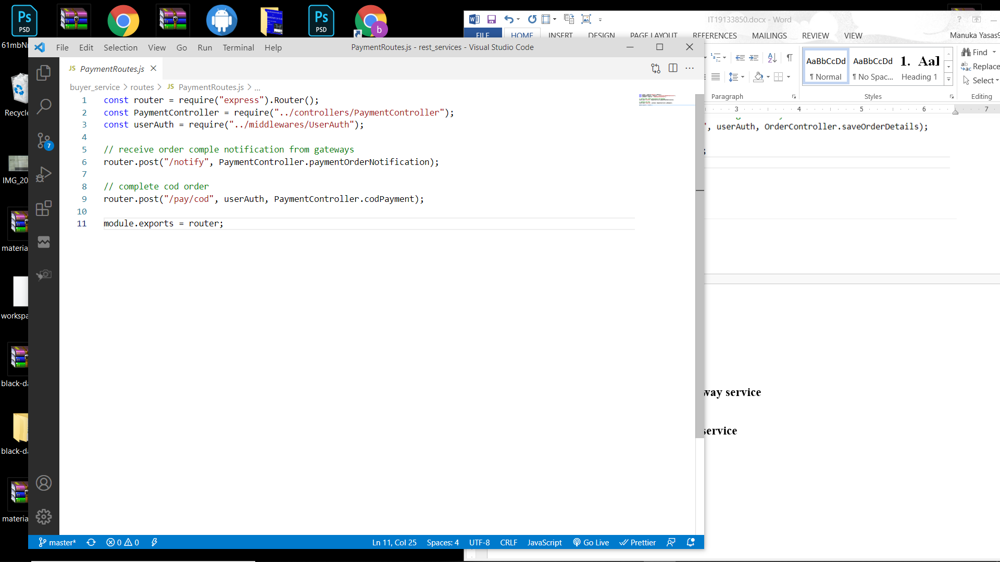 61mbN
Recycle
IMG_20
materia
workspa
black-da
black-da
materia
PSD
PSD
File Edit Selection View Go Run Terminal Help
PaymentRoutes.js - rest_services - Visual Studio Code
JS PaymentRoutes.js
buyer_service > routes > JS PaymentRoutes.js > ...
1 const router = require("express").Router();
2 const PaymentController = require("../controllers/PaymentController");
3 const userAuth = require("../middlewares/UserAuth");
4
5 // receive order comple notification from gateways
6 router.post("/notify", PaymentController.paymentOrderNotification);
7
8 // complete cod order
9 router.post("/pay/cod", userAuth, PaymentController.codPayment);
10
11 module.exports = router;
7
master* 0 0 Ln 11, Col 25 Spaces: 4 UTF-8 CRLF JavaScript Go Live Prettier
IT19133850.docx - Word
FILE HOME INSERT DESIGN PAGE LAYOUT REFERENCES MAILINGS REVIEW VIEW
Manuka Yasas9
AaBbCcDd AaBbCcDd 1. AaI
¶ Normal ¶ No Spac... Heading 1
Find
Replace
Select
Paragraph Styles Editing
3 4 5 6 7
", userAuth, OrderController.saveOrderDetails);
way service
service